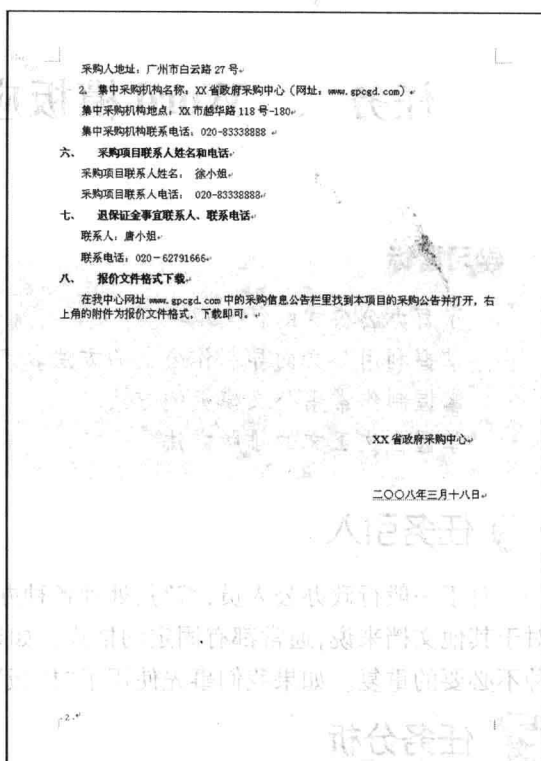 采购人地址：广州市白云路 27 号
2. 集中采购机构名称：XX 省政府采购中心（网址：www.gpcgd.com）
集中采购机构地点：XX 市越华路 118 号-180
集中采购机构联系电话：020-83338888
六、 采购项目联系人姓名和电话
采购项目联系人姓名： 徐小姐
采购项目联系人电话： 020-83338888
七、 退保证金事宜联系人、联系电话
联系人：唐小姐
联系电话：020－62791666
八、 报价文件格式下载
在我中心网址 www.gpcgd.com 中的采购信息公告栏里找到本项目的采购公告并打开，右
上角的附件为报价文件格式，下载即可。
XX 省政府采购中心
二〇〇八年三月十八日
2